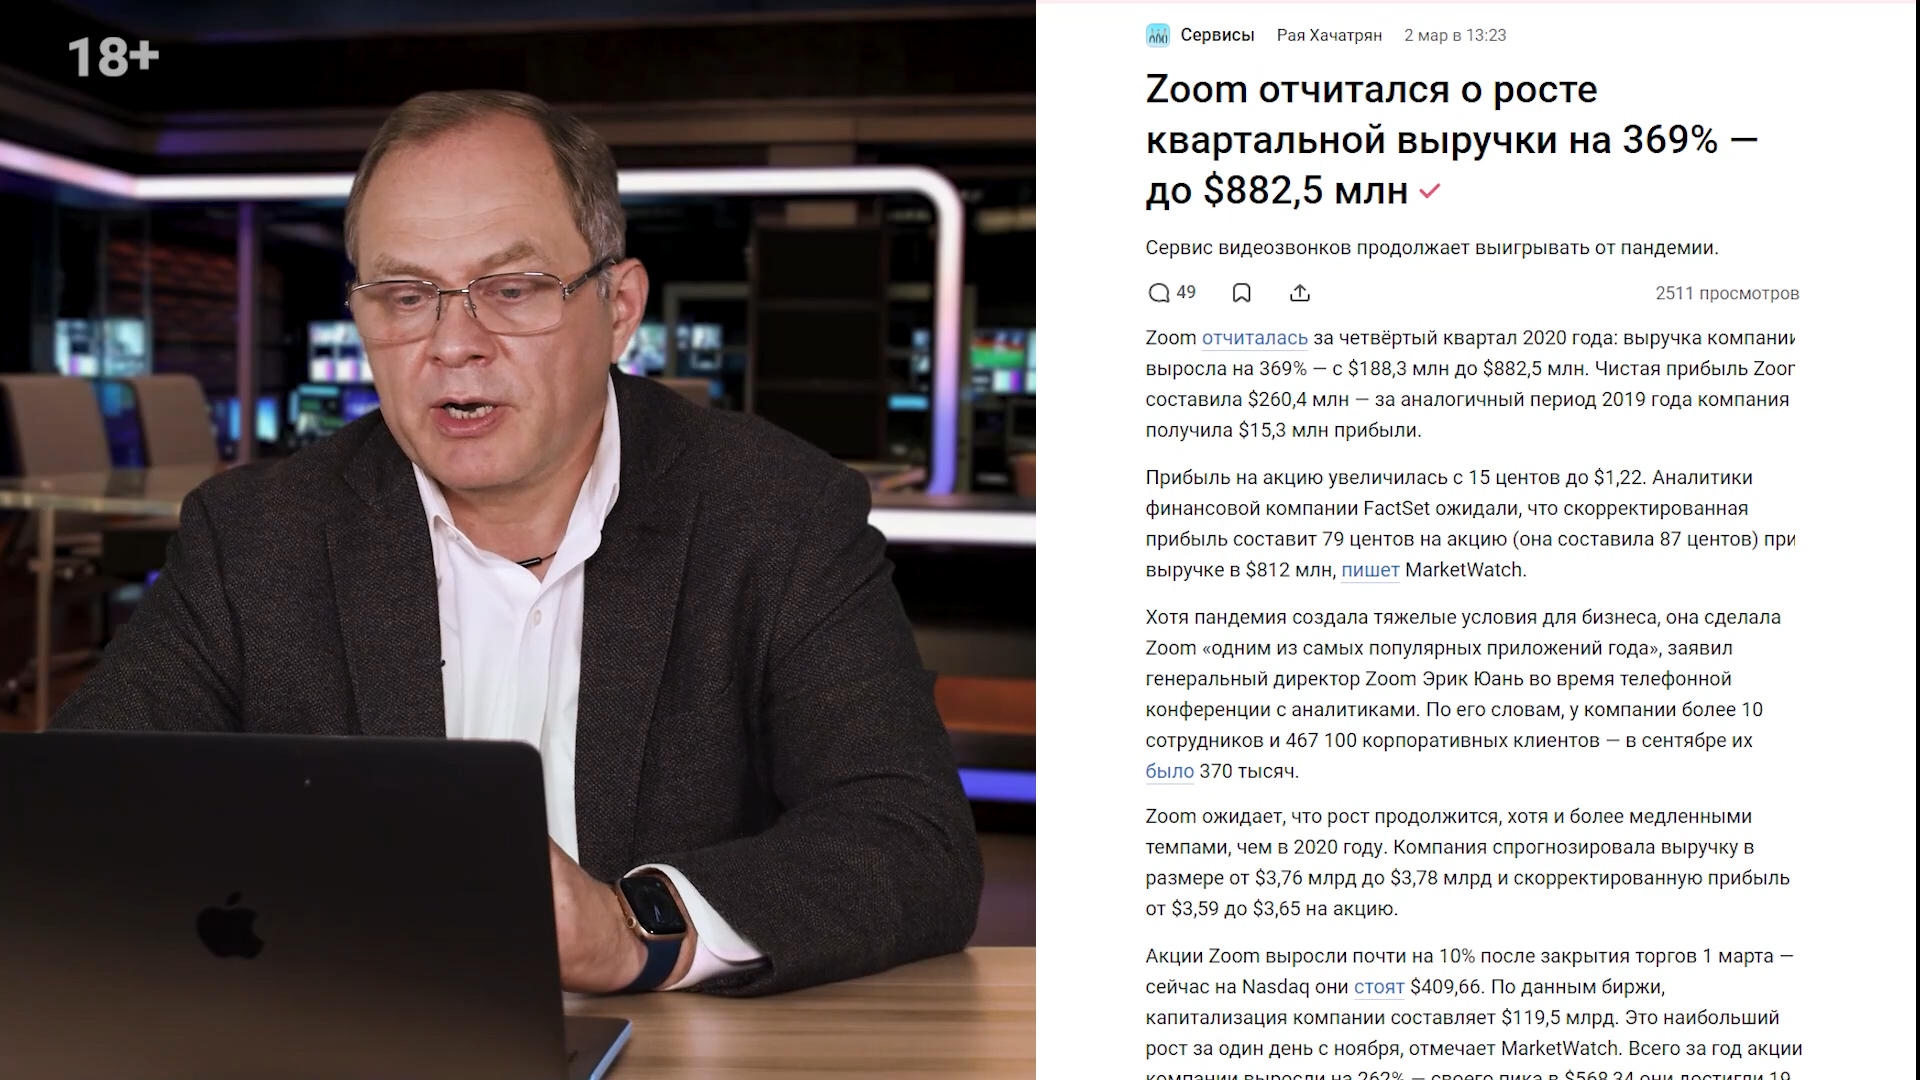 18+
Сервисы Рая Хачатрян 2 мар в 13:23
Zoom отчитался о росте
квартальной выручки на 369% —
до $882,5 млн
Сервис видеозвонков продолжает выигрывать от пандемии.
49 2511 просмотров
Zoom отчиталась за четвёртый квартал 2020 года: выручка компании
выросла на 369% — с $188,3 млн до $882,5 млн. Чистая прибыль
составила $260,4 млн — за аналогичный период 2019 года компания
получила $15,3 млн прибыли.
Прибыль на акцию увеличилась с 15 центов до $1,22. Аналитики
финансовой компании FactSet ожидали, что скорректированная
прибыль составит 79 центов на акцию (она составила 87 центов) при
выручке в $812 млн, пишет MarketWatch.
Хотя пандемия создала тяжелые условия для бизнеса, она сделала
Zoom «одним из самых популярных приложений года», заявил
генеральный директор Zoom Эрик Юань во время телефонной
конференции с аналитиками. По его словам, у компании более 10
сотрудников и 467 100 корпоративных клиентов — в сентябре их
было 370 тысяч.
Zoom ожидает, что рост продолжится, хотя и более медленными
темпами, чем в 2020 году. Компания спрогнозировала выручку в
размере от $3,76 млрд до $3,78 млрд и скорректированную прибыль
от $3,59 до $3,65 на акцию.
Акции Zoom выросли почти на 10% после закрытия торгов 1 марта —
сейчас на Nasdaq они стоят $409,66. По данным биржи,
капитализация компании составляет $119,5 млрд. Это наибольший
рост за один день с ноября, отмечает MarketWatch. Всего за год акции
компании выросли на 262% — своего пика в $568,34 они достигли 19